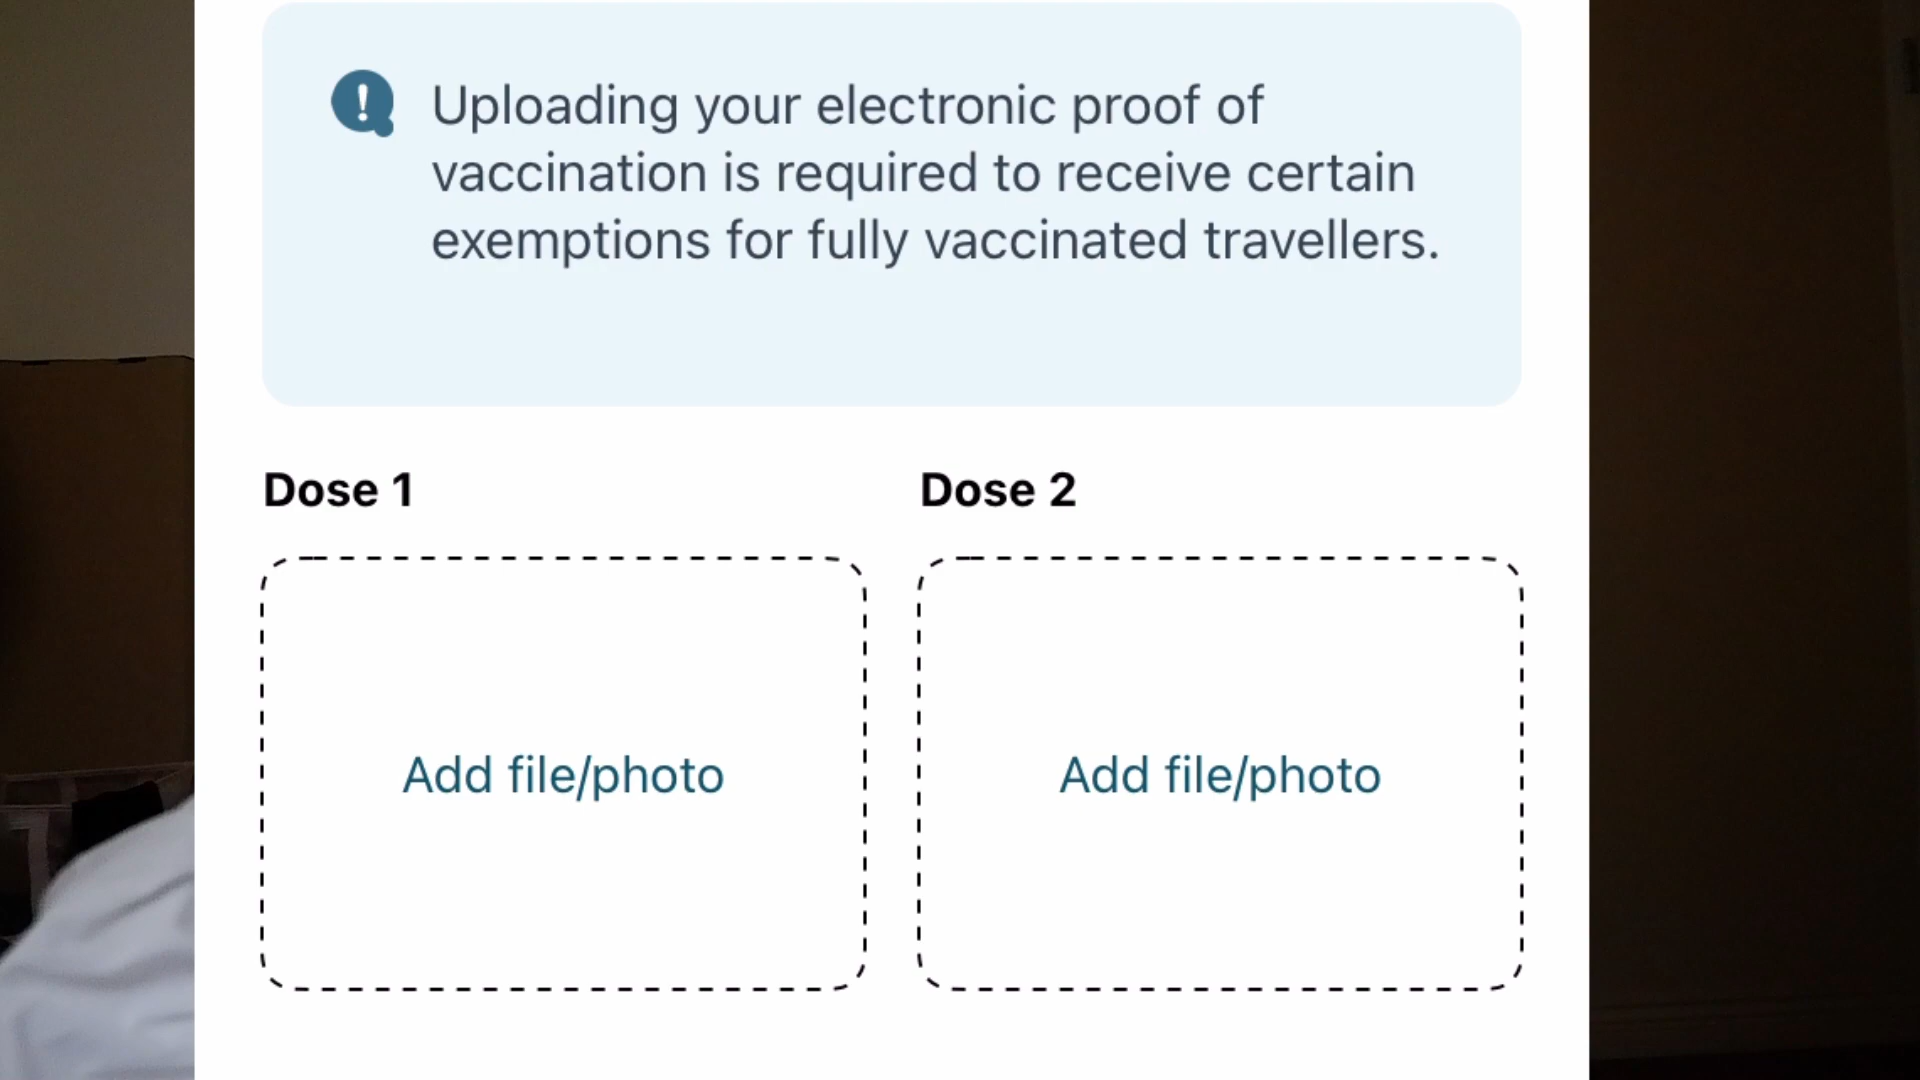 Uploading your electronic proof of
vaccination is required to receive certain
exemptions for fully vaccinated travellers.
Dose 1
Dose 2
Add file/photo
Add file/photo